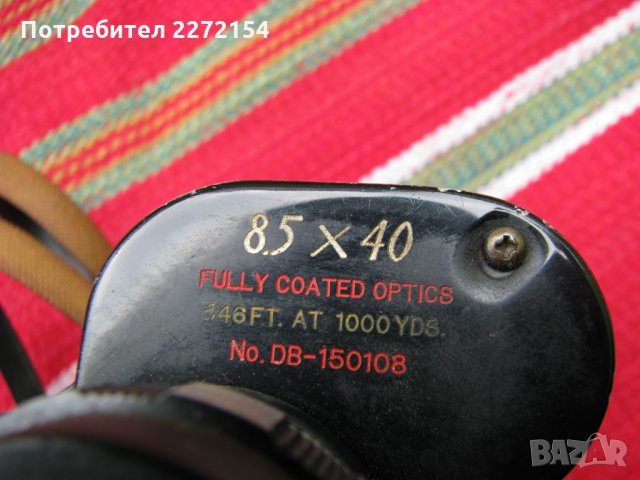 Потребител 2272154
8.5 × 40
FULLY COATED OPTICS
346FT. AT 1000YDS.
No. DB-150108
BAZAR